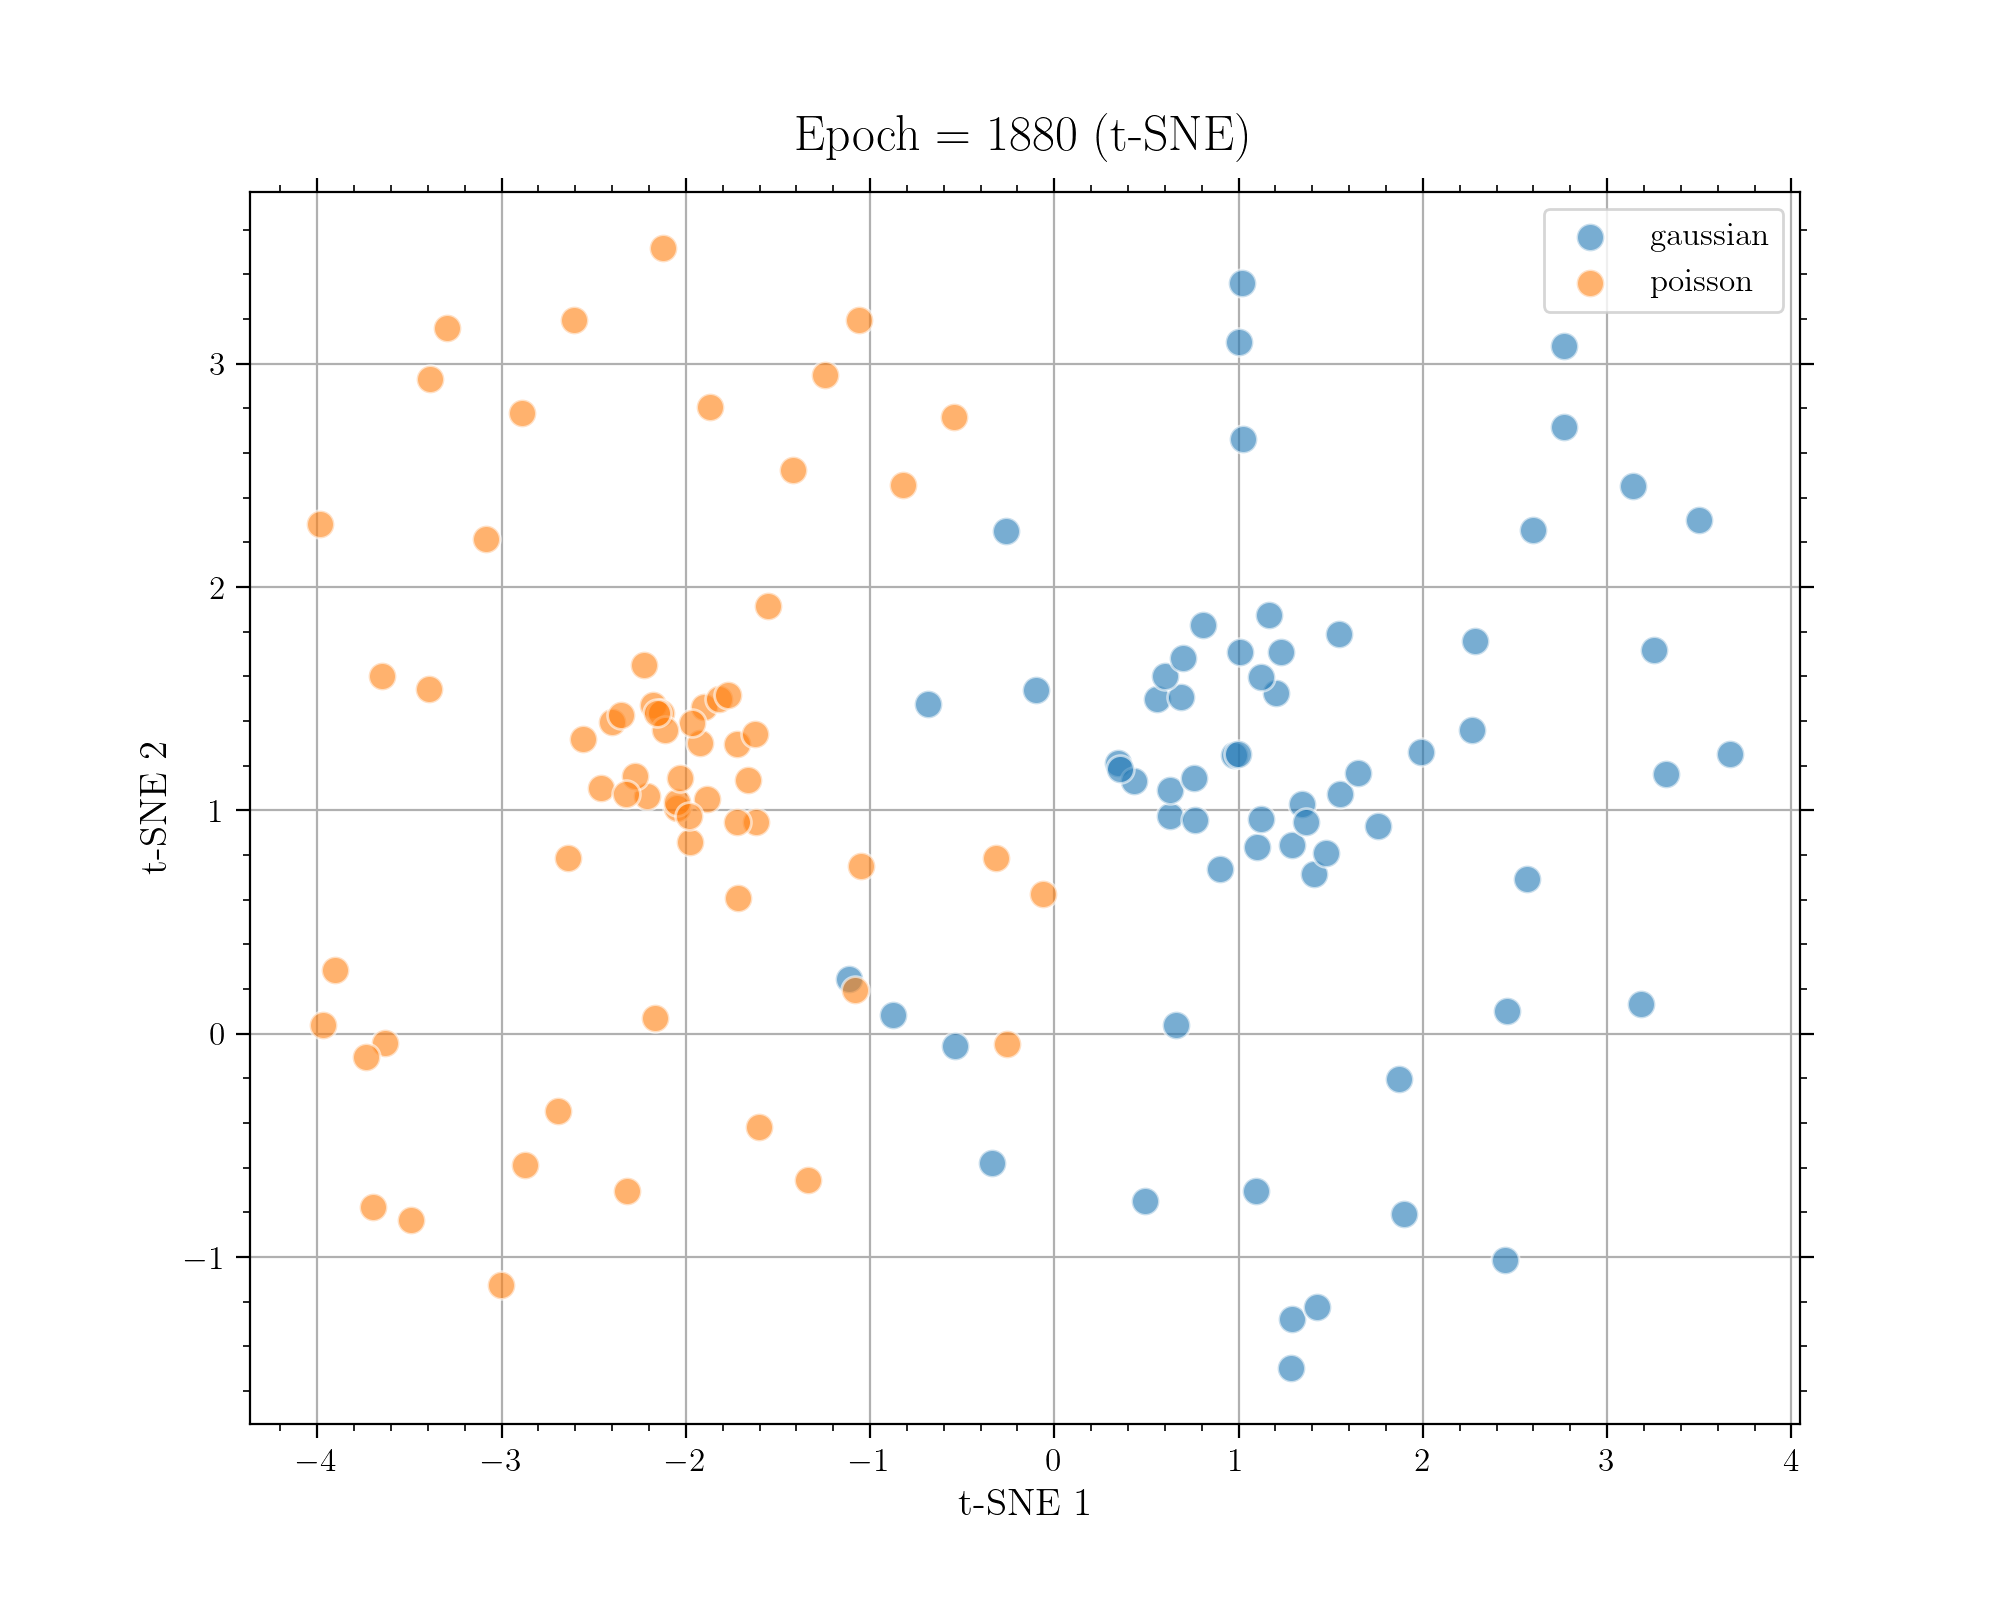 Epoch = 1880 (t-SNE)
gaussian
poisson
3
2
1
0
−1
t-SNE 2
−4 −3 −2 −1 0 1 2 3 4
t-SNE 1